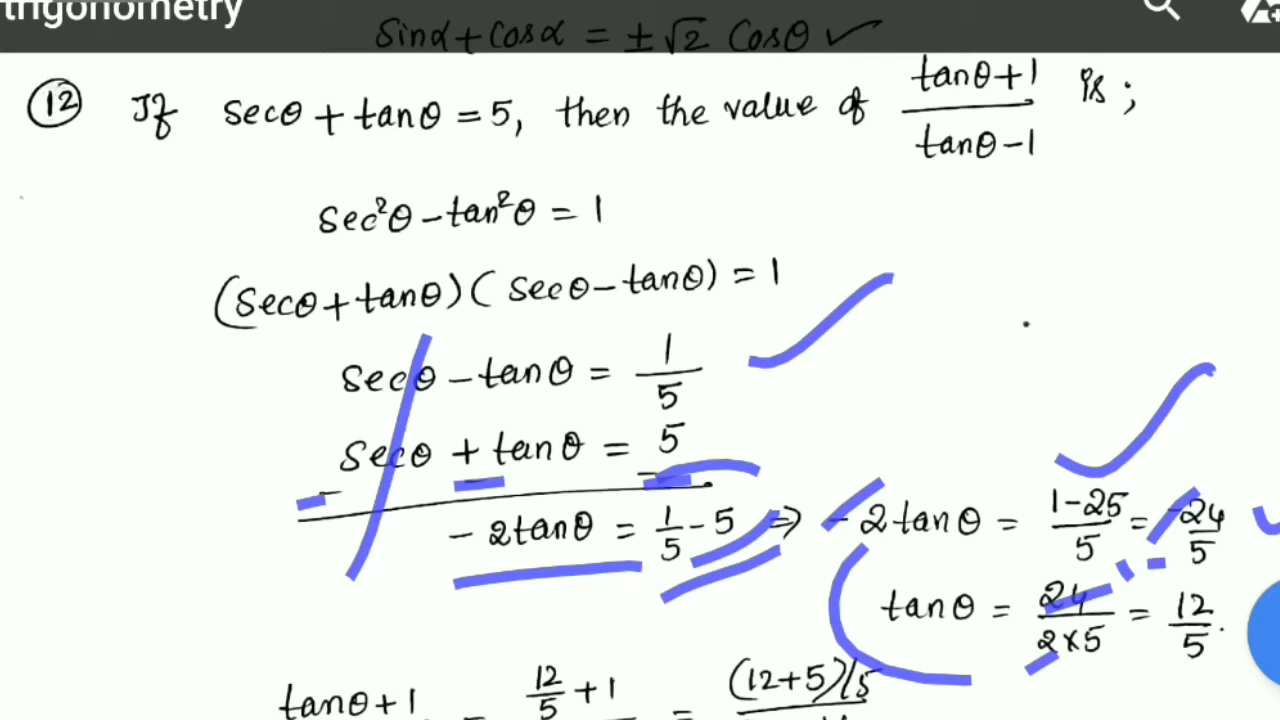 trigonometry
sinα + cosα = ±√2 cosθ ✓
(12) If secθ + tanθ = 5, then the value of (tanθ+1)/(tanθ−1) is;
sec²θ − tan²θ = 1
(secθ + tanθ)(secθ − tanθ) = 1
secθ − tanθ = 1/5
secθ + tanθ = 5
− −
− 2tanθ = 1/5 − 5 ⇒ − 2tanθ = (1−25)/5 = −24/5
tanθ = 24/(2×5) = 12/5.
tanθ+1 = 12/5 + 1 = (12+5)/5